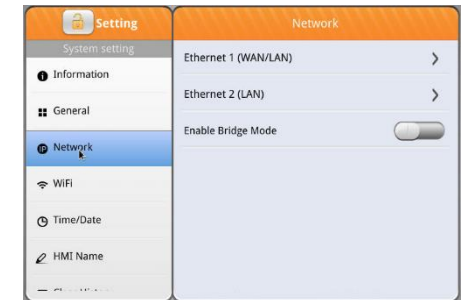 Setting
System setting
Information
General
Network
WiFi
Time/Date
HMI Name
Network
Ethernet 1 (WAN/LAN)
Ethernet 2 (LAN)
Enable Bridge Mode